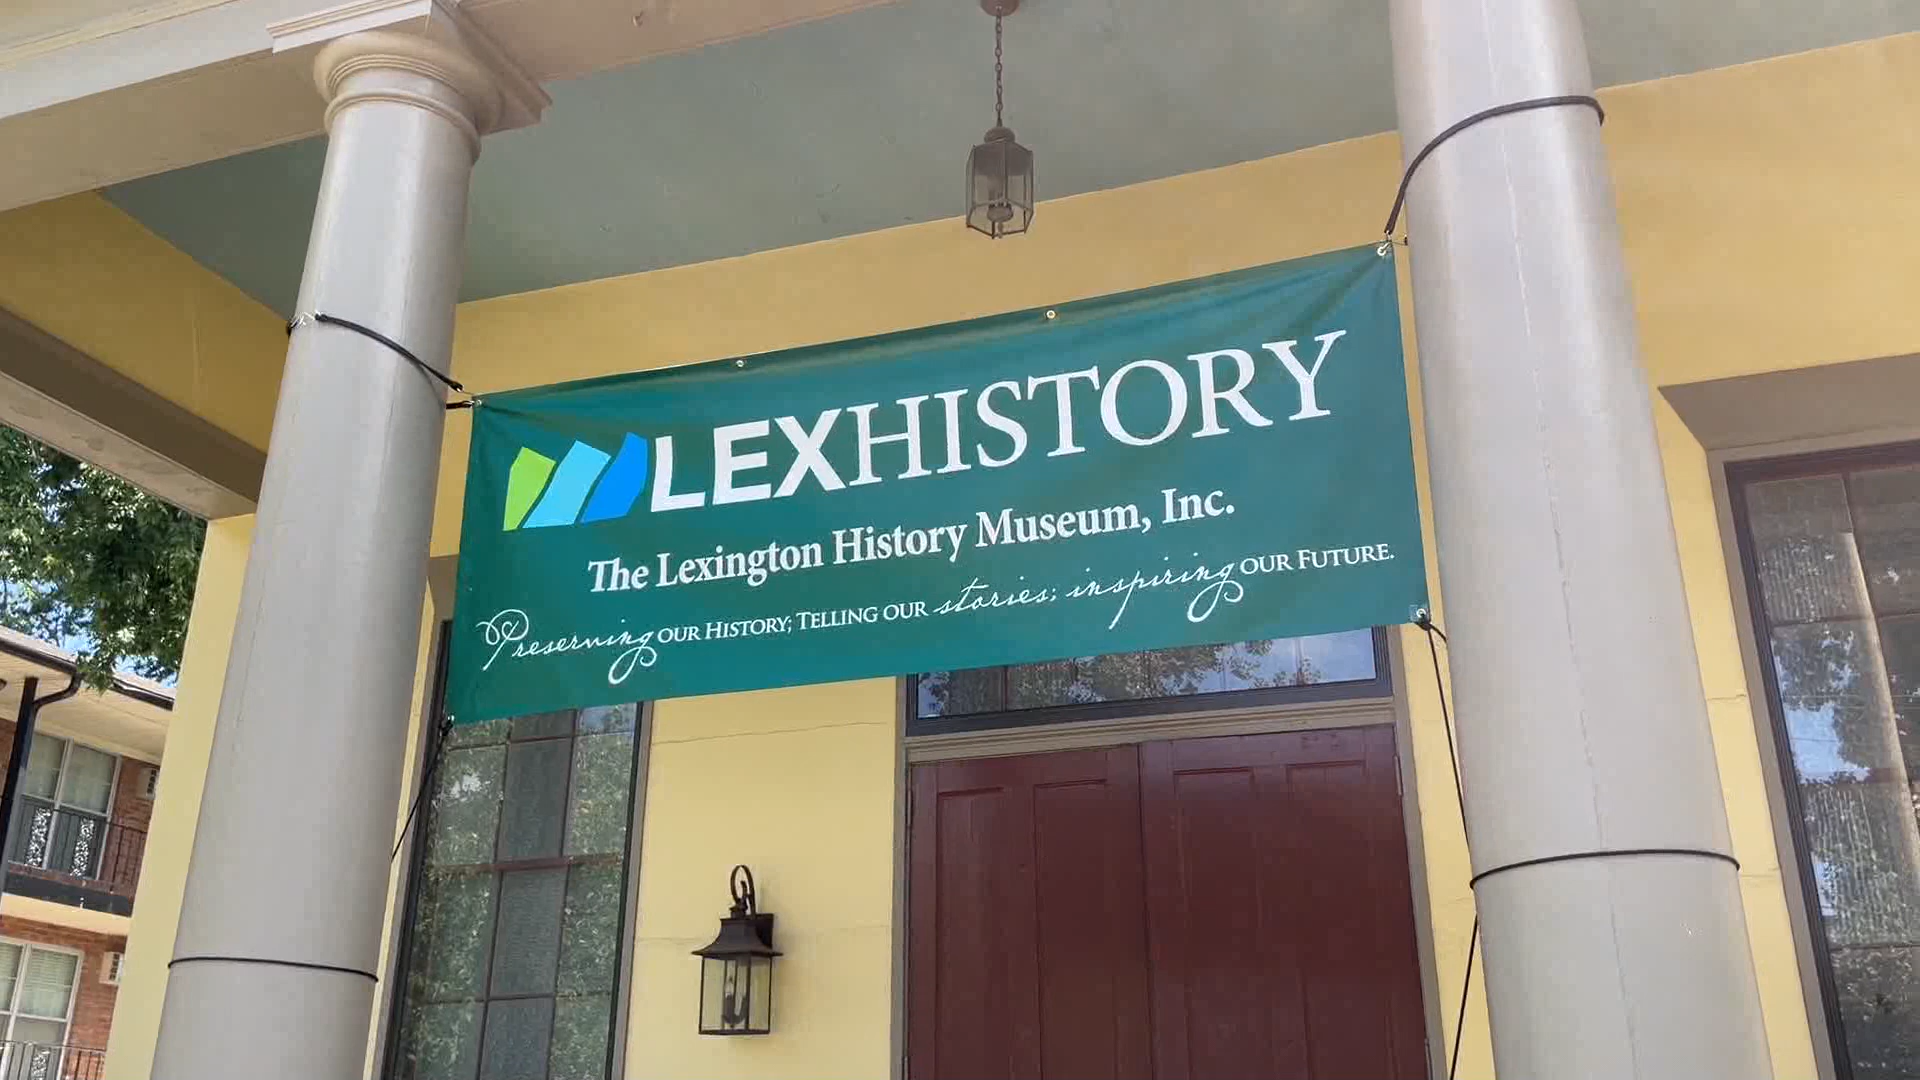 LEXHISTORY
The Lexington History Museum, Inc.
Preserving OUR HISTORY; TELLING OUR stories; inspiring OUR FUTURE.